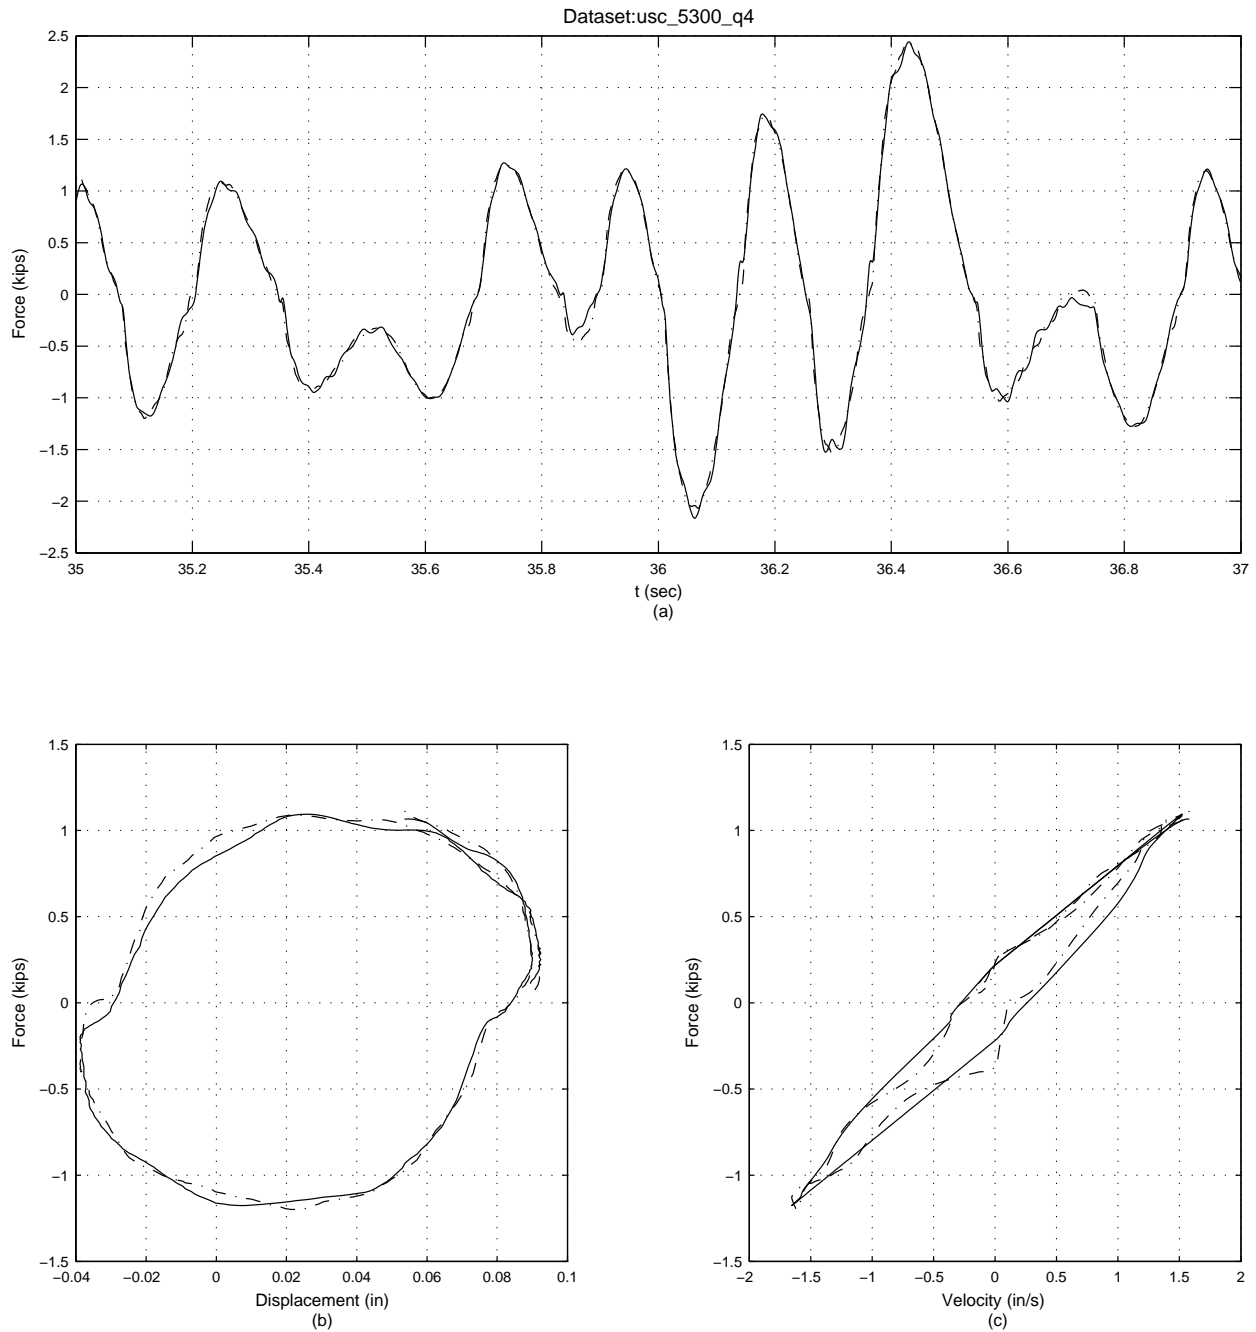 Dataset:usc_5300_q4
2.5
2
1.5
1
0.5
0
−0.5
−1
−1.5
−2
−2.5
Force (kips)
35 35.2 35.4 35.6 35.8 36 36.2 36.4 36.6 36.8 37
t (sec)
(a)
1.5
1
0.5
0
−0.5
−1
−1.5
Force (kips)
−0.04 −0.02 0 0.02 0.04 0.06 0.08 0.1
Displacement (in)
(b)
1.5
1
0.5
0
−0.5
−1
−1.5
Force (kips)
−2 −1.5 −1 −0.5 0 0.5 1 1.5 2
Velocity (in/s)
(c)